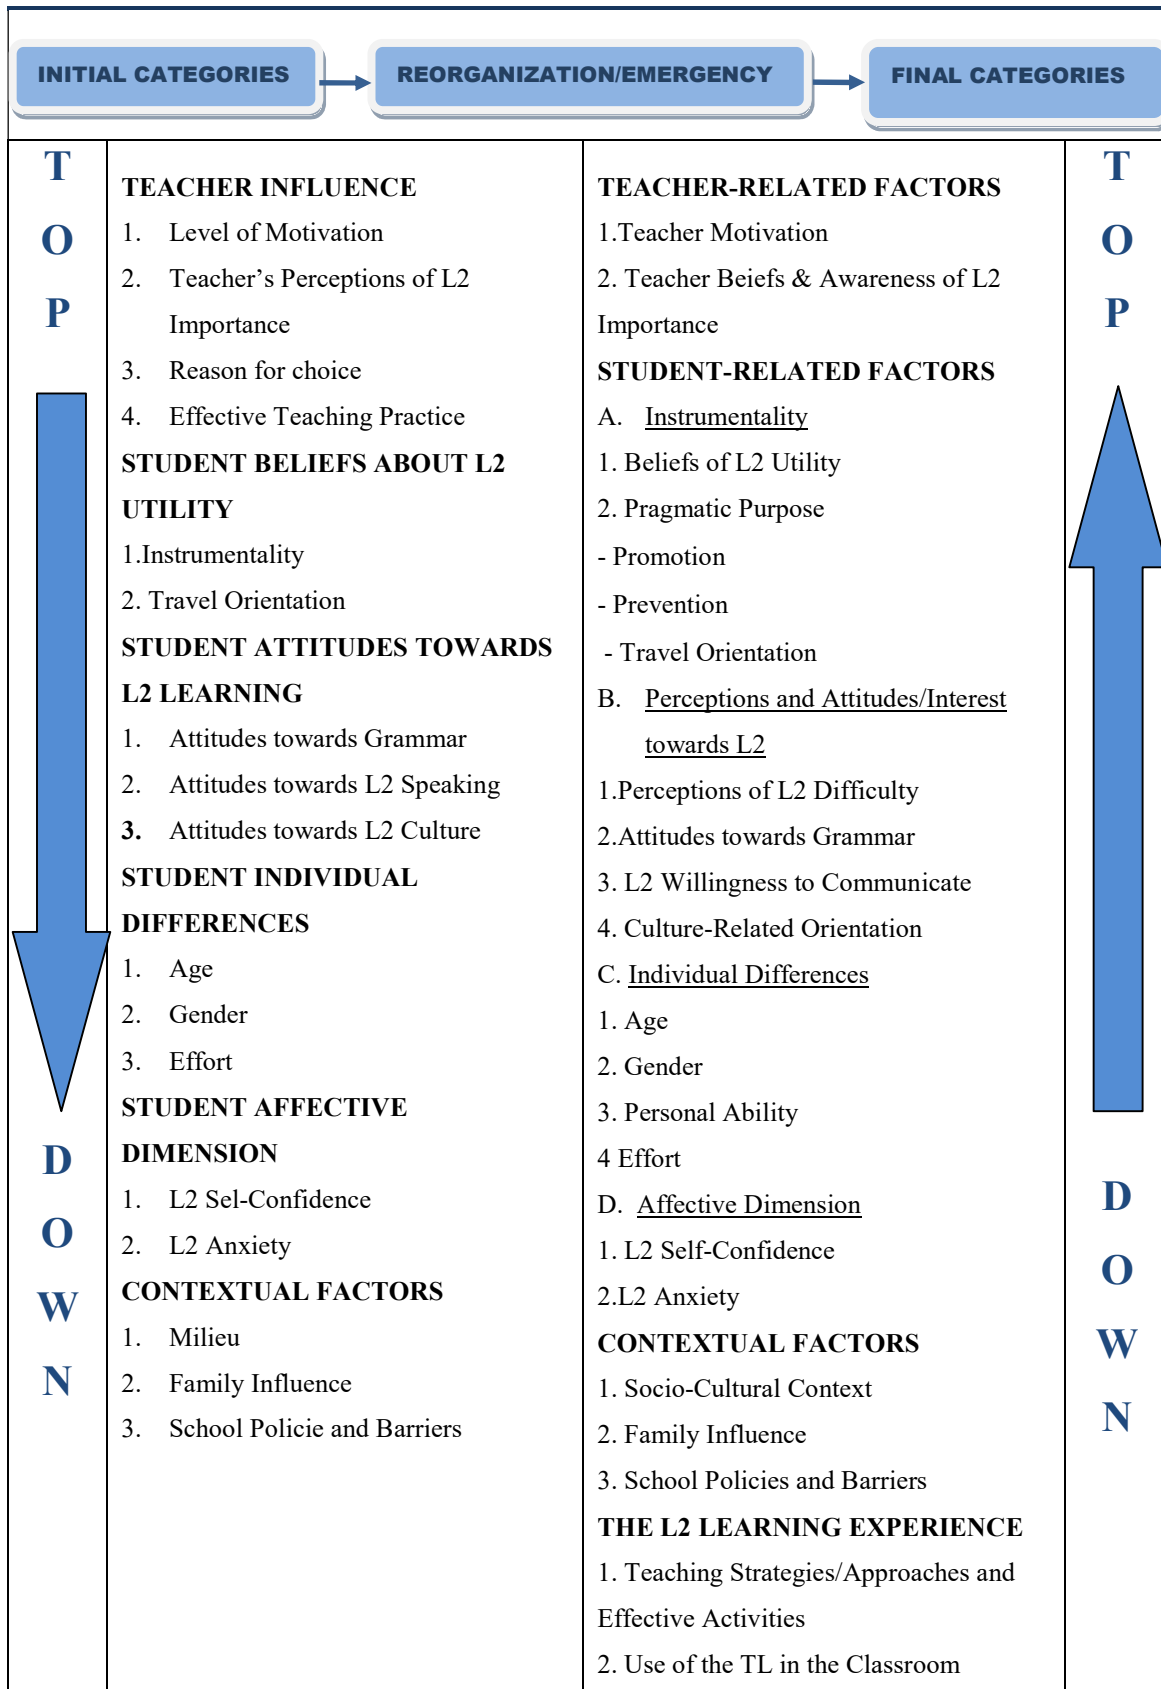 INITIAL CATEGORIES
REORGANIZATION/EMERGENCY
FINAL CATEGORIES
T
O
P
D
O
W
N
TEACHER INFLUENCE
1. Level of Motivation
2. Teacher’s Perceptions of L2
Importance
3. Reason for choice
4. Effective Teaching Practice
STUDENT BELIEFS ABOUT L2
UTILITY
1.Instrumentality
2. Travel Orientation
STUDENT ATTITUDES TOWARDS
L2 LEARNING
1. Attitudes towards Grammar
2. Attitudes towards L2 Speaking
3. Attitudes towards L2 Culture
STUDENT INDIVIDUAL
DIFFERENCES
1. Age
2. Gender
3. Effort
STUDENT AFFECTIVE
DIMENSION
1. L2 Sel-Confidence
2. L2 Anxiety
CONTEXTUAL FACTORS
1. Milieu
2. Family Influence
3. School Policie and Barriers
TEACHER-RELATED FACTORS
1.Teacher Motivation
2. Teacher Beiefs & Awareness of L2
Importance
STUDENT-RELATED FACTORS
A. Instrumentality
1. Beliefs of L2 Utility
2. Pragmatic Purpose
- Promotion
- Prevention
- Travel Orientation
B. Perceptions and Attitudes/Interest
towards L2
1.Perceptions of L2 Difficulty
2.Attitudes towards Grammar
3. L2 Willingness to Communicate
4. Culture-Related Orientation
C. Individual Differences
1. Age
2. Gender
3. Personal Ability
4 Effort
D. Affective Dimension
1. L2 Self-Confidence
2.L2 Anxiety
CONTEXTUAL FACTORS
1. Socio-Cultural Context
2. Family Influence
3. School Policies and Barriers
THE L2 LEARNING EXPERIENCE
1. Teaching Strategies/Approaches and
Effective Activities
2. Use of the TL in the Classroom
T
O
P
D
O
W
N